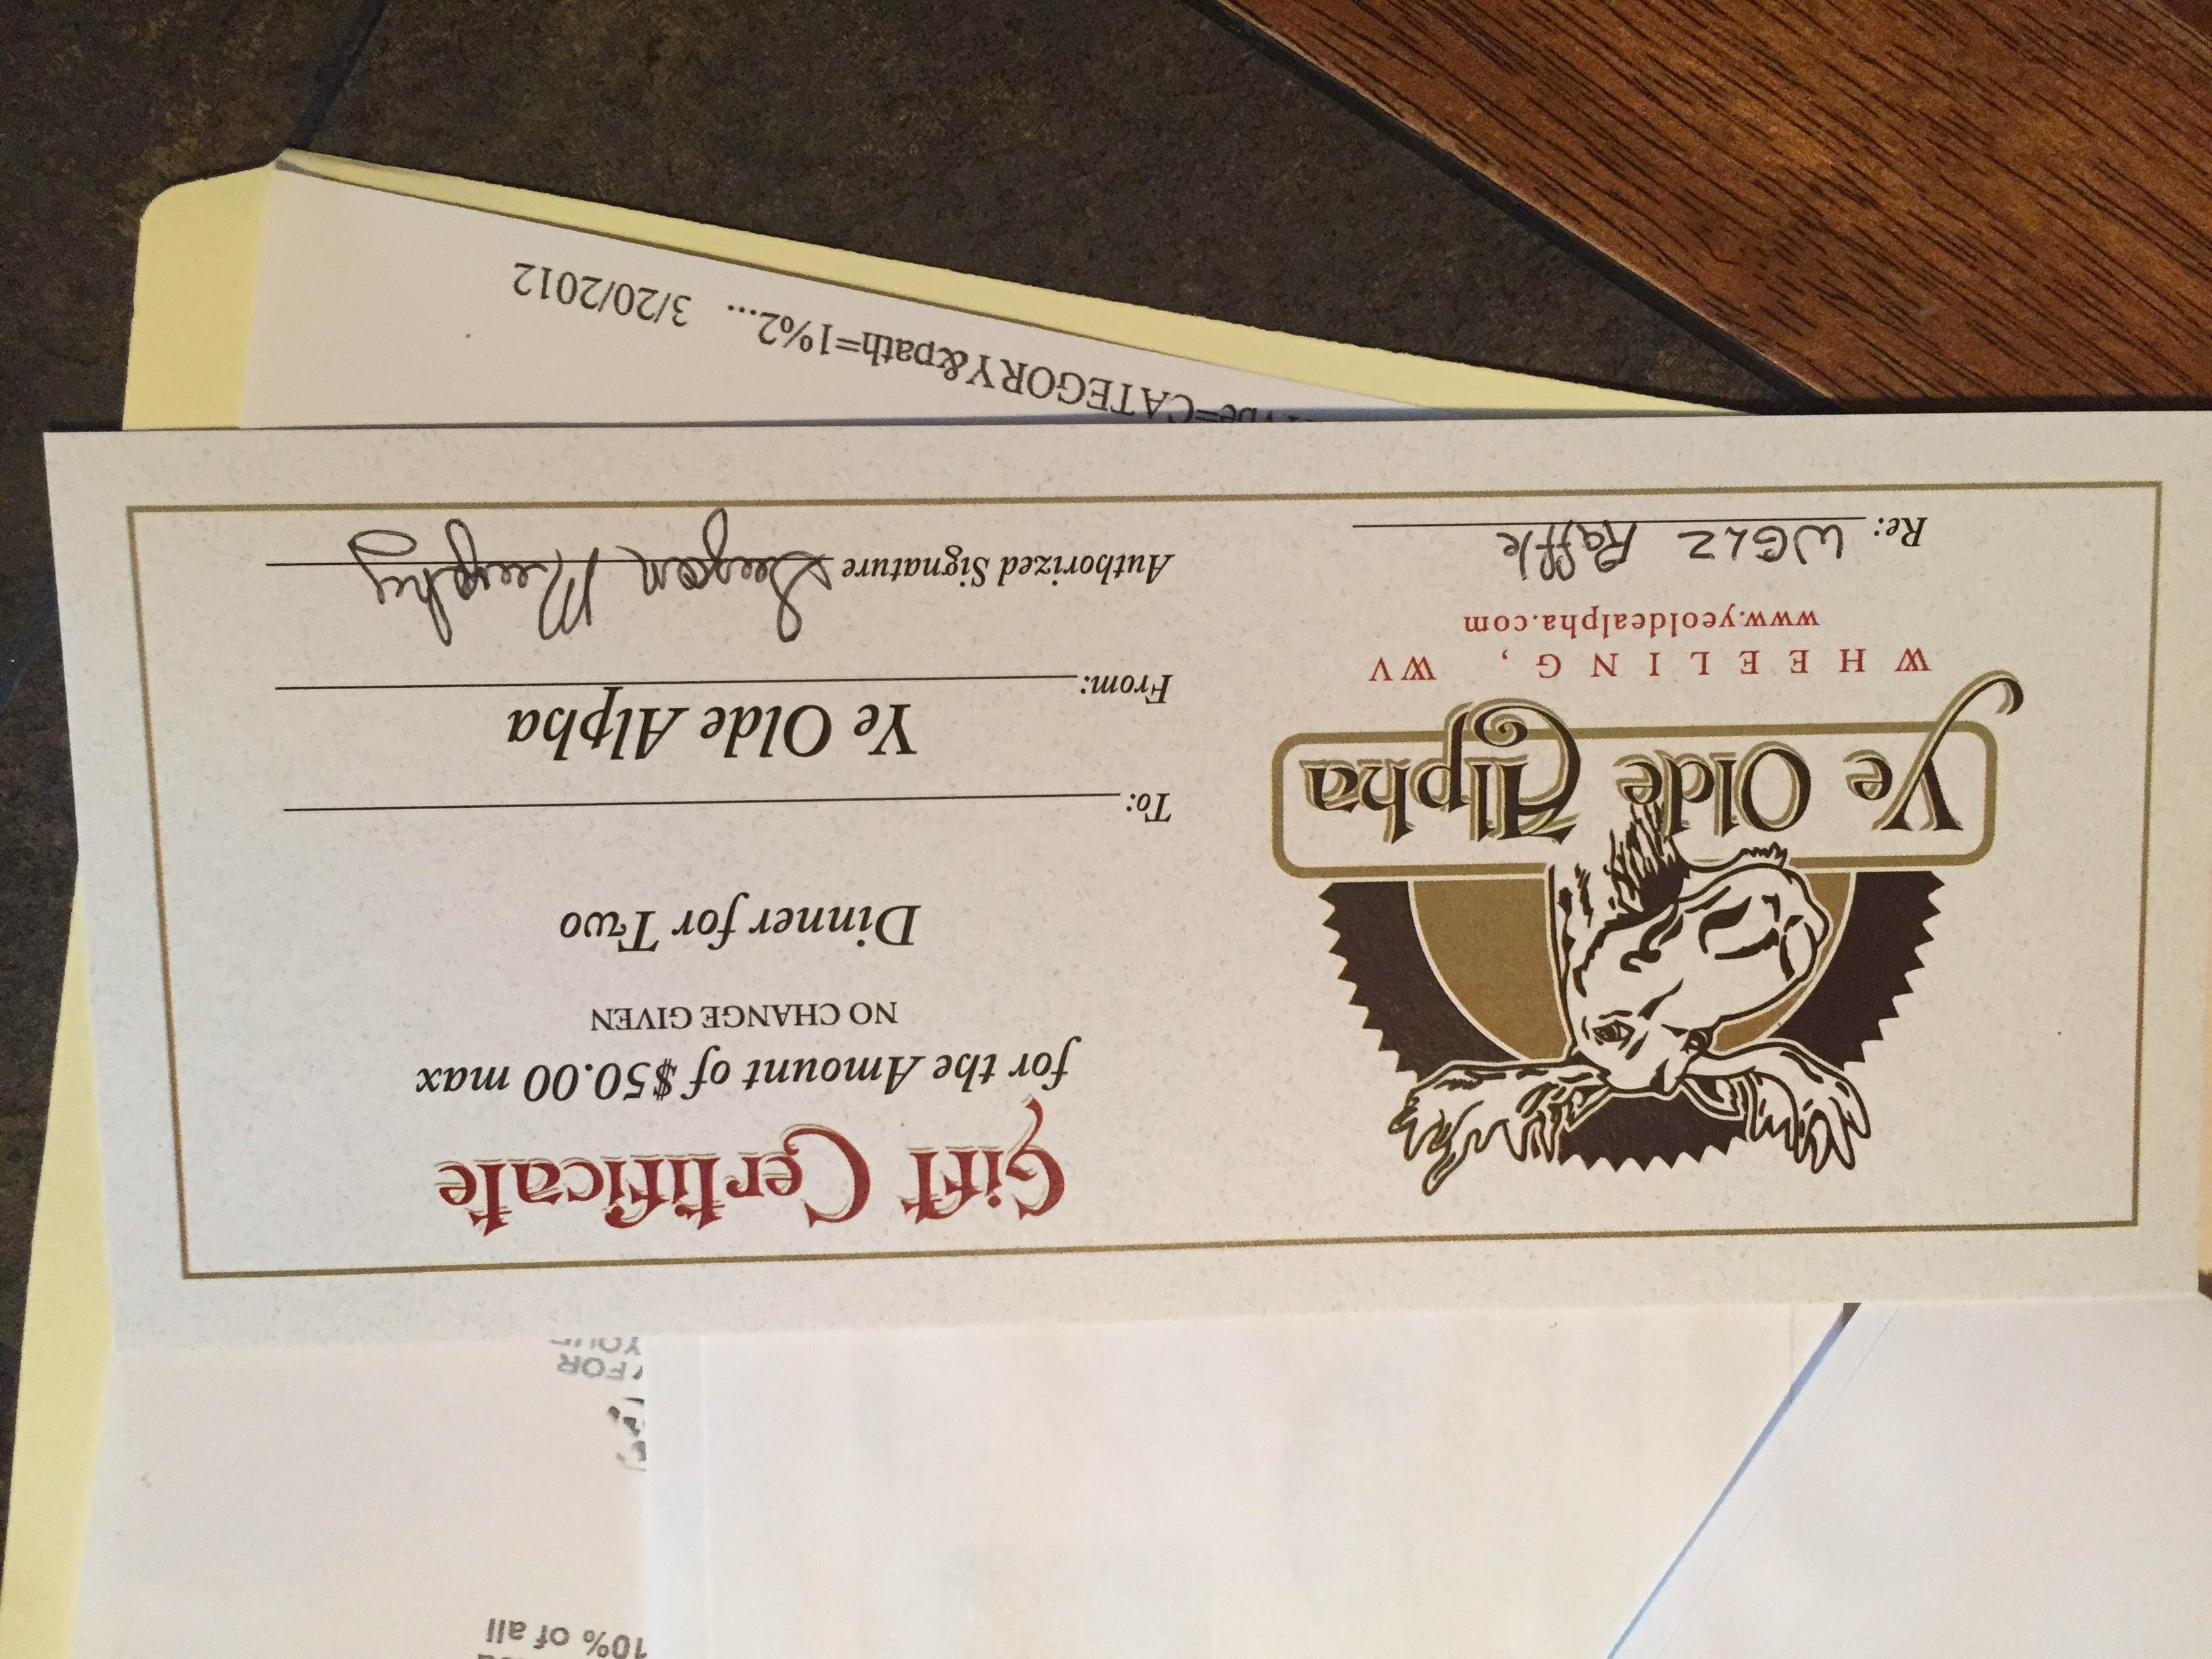 Gift Certificate
for the Amount of $50.00 max
NO CHANGE GIVEN
Dinner for Two
To:
Ye Olde Alpha
From:
Authorized Signature
Ye Olde Alpha
WHEELING, WV
www.yeoldealpha.com
Re: WGLZ Raffle
=CATEGORY&path=1%2... 3/20/2012
10% of all
FOR